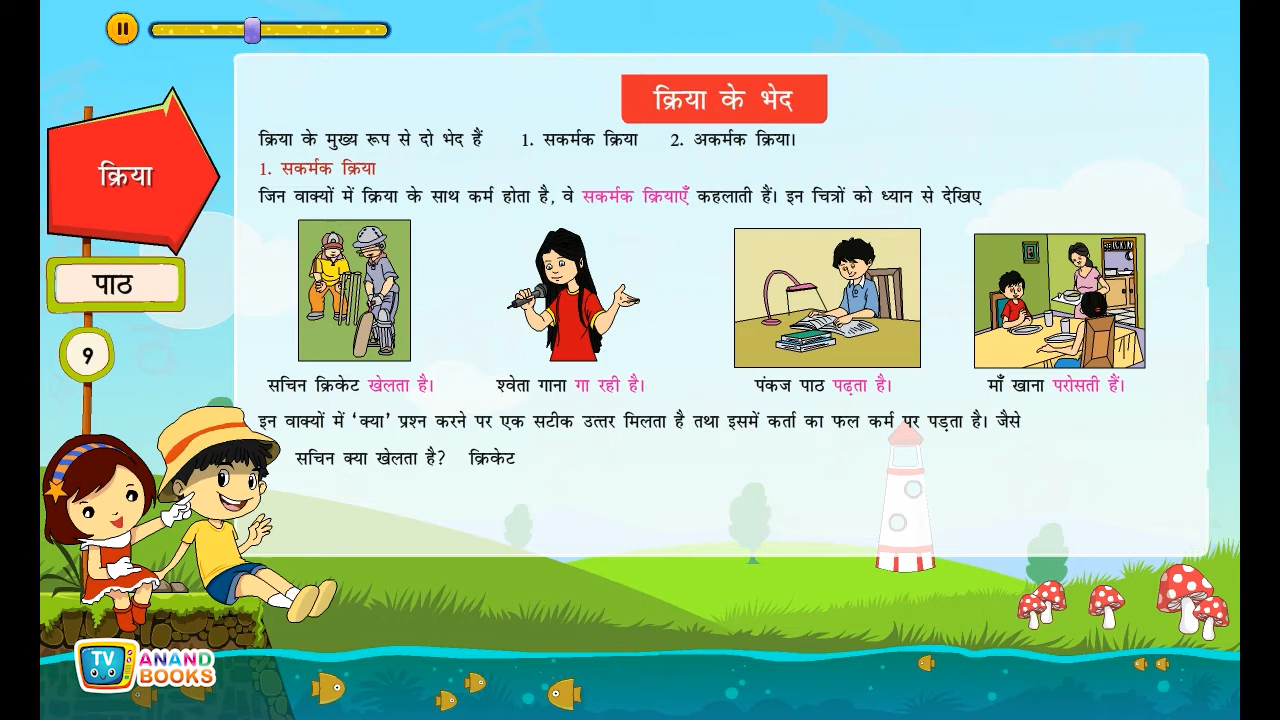 क्रिया के भेद
क्रिया के मुख्य रूप से दो भेद हैं 1. सकर्मक क्रिया 2. अकर्मक क्रिया।
1. सकर्मक क्रिया
जिन वाक्यों में क्रिया के साथ कर्म होता है, वे सकर्मक क्रियाएँ कहलाती हैं। इन चित्रों को ध्यान से देखिए
सचिन क्रिकेट खेलता है।
श्वेता गाना गा रही है।
पंकज पाठ पढ़ता है।
माँ खाना परोसती हैं।
इन वाक्यों में ‘क्या’ प्रश्न करने पर एक सटीक उत्तर मिलता है तथा इसमें कर्ता का फल कर्म पर पड़ता है। जैसे
सचिन क्या खेलता है? क्रिकेट
क्रिया
पाठ
9
TV ANAND
BOOKS